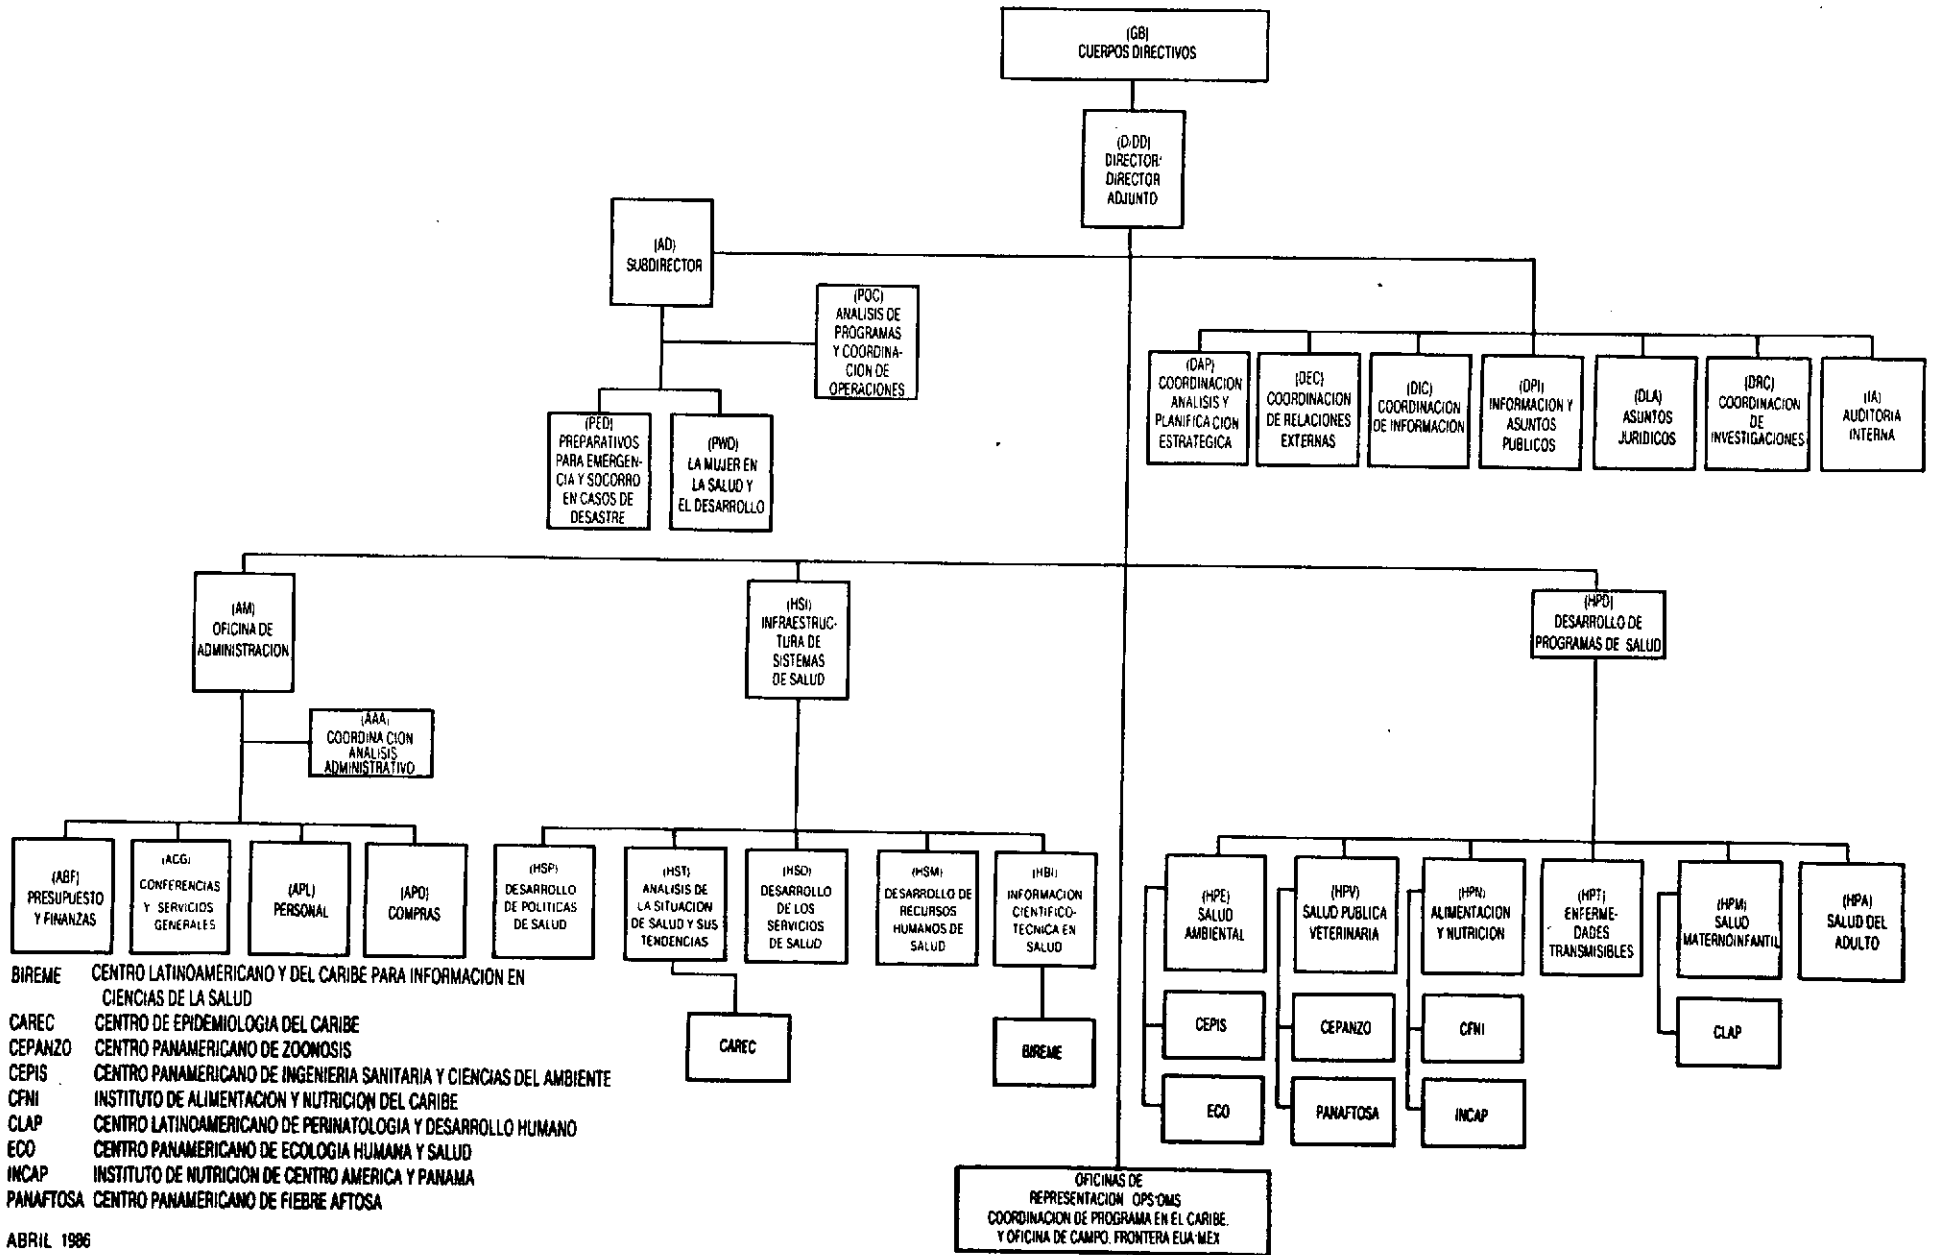 (GB)
CUERPOS DIRECTIVOS
(D/DD)
DIRECTOR·
DIRECTOR
ADJUNTO
(AD)
SUBDIRECTOR
(POC)
ANALISIS DE
PROGRAMAS
Y COORDINA-
CION DE
OPERACIONES
(PED)
PREPARATIVOS
PARA EMERGEN-
CIA Y SOCORRO
EN CASOS DE
DESASTRE
(PWD)
LA MUJER EN
LA SALUD Y
EL DESARROLLO
(DAP)
COORDINACION
ANALISIS Y
PLANIFICACION
ESTRATEGICA
(DEC)
COORDINACION
DE RELACIONES
EXTERNAS
(DIC)
COORDINACION
DE INFORMACION
(DPI)
INFORMACION Y
ASUNTOS
PUBLICOS
(DLA)
ASUNTOS
JURIDICOS
(DRC)
COORDINACION
DE
INVESTIGACIONES
(IA)
AUDITORIA
INTERNA
(AM)
OFICINA DE
ADMINISTRACION
(HSI)
INFRAESTRUC-
TURA DE
SISTEMAS
DE SALUD
(HPD)
DESARROLLO DE
PROGRAMAS DE SALUD
(AAA)
COORDINACION
ANALISIS
ADMINISTRATIVO
(ABF)
PRESUPUESTO
Y FINANZAS
(ACG)
CONFERENCIAS
Y SERVICIOS
GENERALES
(APL)
PERSONAL
(APO)
COMPRAS
(HSP)
DESARROLLO
DE POLITICAS
DE SALUD
(HST)
ANALISIS DE
LA SITUACION
DE SALUD Y SUS
TENDENCIAS
(HSD)
DESARROLLO
DE LOS
SERVICIOS
DE SALUD
(HSM)
DESARROLLO DE
RECURSOS
HUMANOS DE
SALUD
(HBI)
INFORMACION
CIENTIFICO-
TECNICA EN
SALUD
(HPE)
SALUD
AMBIENTAL
(HPV)
SALUD PUBLICA
VETERINARIA
(HPN)
ALIMENTACION
Y NUTRICION
(HPT)
ENFERME-
DADES
TRANSMISIBLES
(HPM)
SALUD
MATERNOINFANTIL
(HPA)
SALUD DEL
ADULTO
CAREC
BIREME
CEPIS
CEPANZO
CFNI
CLAP
ECO
PANAFTOSA
INCAP
BIREME CENTRO LATINOAMERICANO Y DEL CARIBE PARA INFORMACION EN
CIENCIAS DE LA SALUD
CAREC CENTRO DE EPIDEMIOLOGIA DEL CARIBE
CEPANZO CENTRO PANAMERICANO DE ZOONOSIS
CEPIS CENTRO PANAMERICANO DE INGENIERIA SANITARIA Y CIENCIAS DEL AMBIENTE
CFNI INSTITUTO DE ALIMENTACION Y NUTRICION DEL CARIBE
CLAP CENTRO LATINOAMERICANO DE PERINATOLOGIA Y DESARROLLO HUMANO
ECO CENTRO PANAMERICANO DE ECOLOGIA HUMANA Y SALUD
INCAP INSTITUTO DE NUTRICION DE CENTRO AMERICA Y PANAMA
PANAFTOSA CENTRO PANAMERICANO DE FIEBRE AFTOSA
OFICINAS DE
REPRESENTACION OPS·OMS
COORDINACION DE PROGRAMA EN EL CARIBE.
Y OFICINA DE CAMPO. FRONTERA EUA·MEX
ABRIL 1986